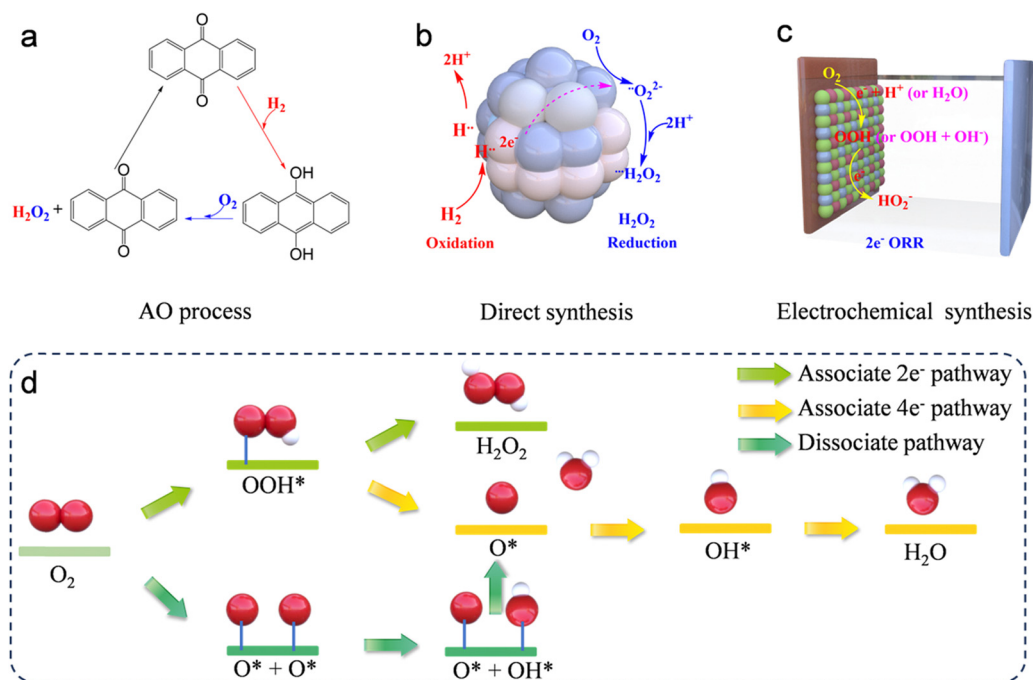 a
O
O
H₂
OH
OH
O₂
O
O
H₂O₂ +
AO process
b
O₂
2H⁺
··O₂²⁻
H··
H··
2e⁻
2H⁺
···H₂O₂
H₂
H₂O₂
Oxidation
Reduction
Direct synthesis
c
O₂
e⁻ + H⁺ (or H₂O)
OOH (or OOH + OH⁻)
e⁻
HO₂⁻
2e⁻ ORR
Electrochemical synthesis
d
Associate 2e⁻ pathway
Associate 4e⁻ pathway
Dissociate pathway
O₂
OOH*
H₂O₂
O*
OH*
H₂O
O* + O*
O* + OH*